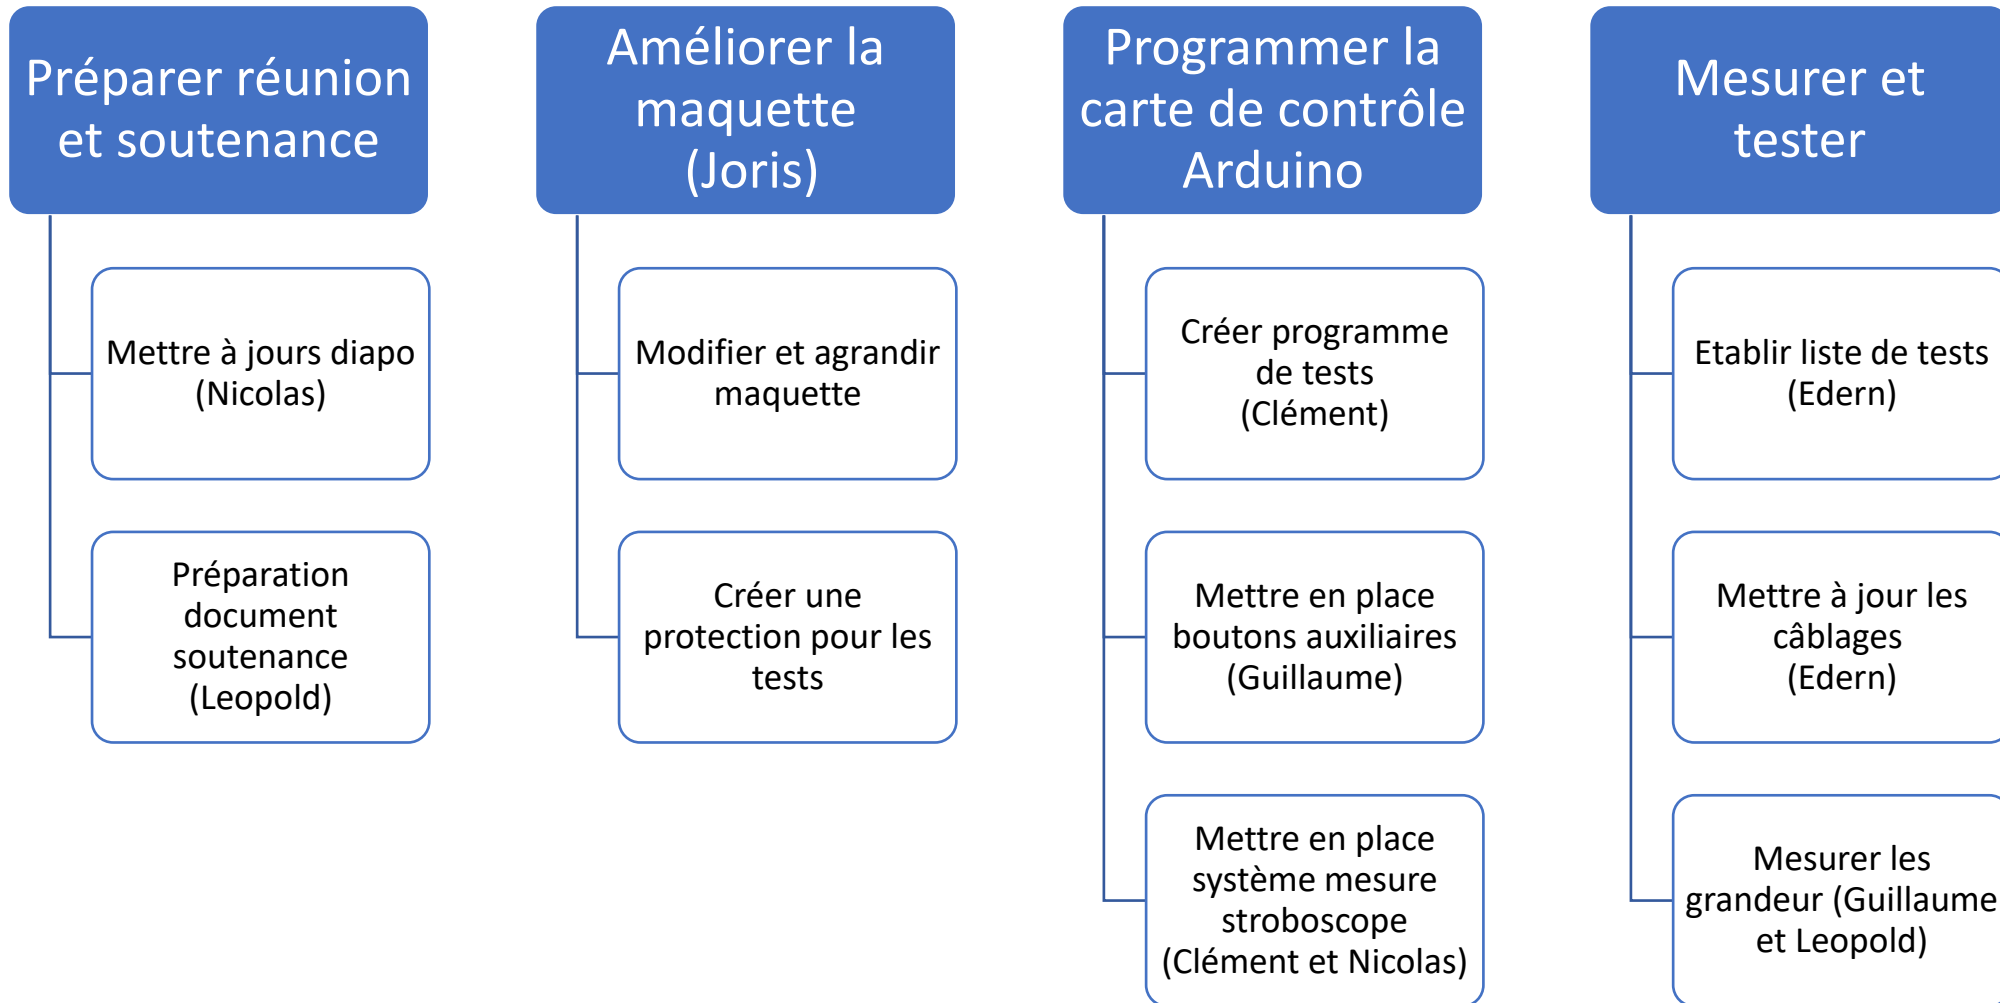 Préparer réunion
et soutenance
Mettre à jours diapo
(Nicolas)
Préparation
document
soutenance
(Leopold)
Améliorer la
maquette
(Joris)
Modifier et agrandir
maquette
Créer une
protection pour les
tests
Programmer la
carte de contrôle
Arduino
Créer programme
de tests
(Clément)
Mettre en place
boutons auxiliaires
(Guillaume)
Mettre en place
système mesure
stroboscope
(Clément et Nicolas)
Mesurer et
tester
Etablir liste de tests
(Edern)
Mettre à jour les
câblages
(Edern)
Mesurer les
grandeur (Guillaume
et Leopold)